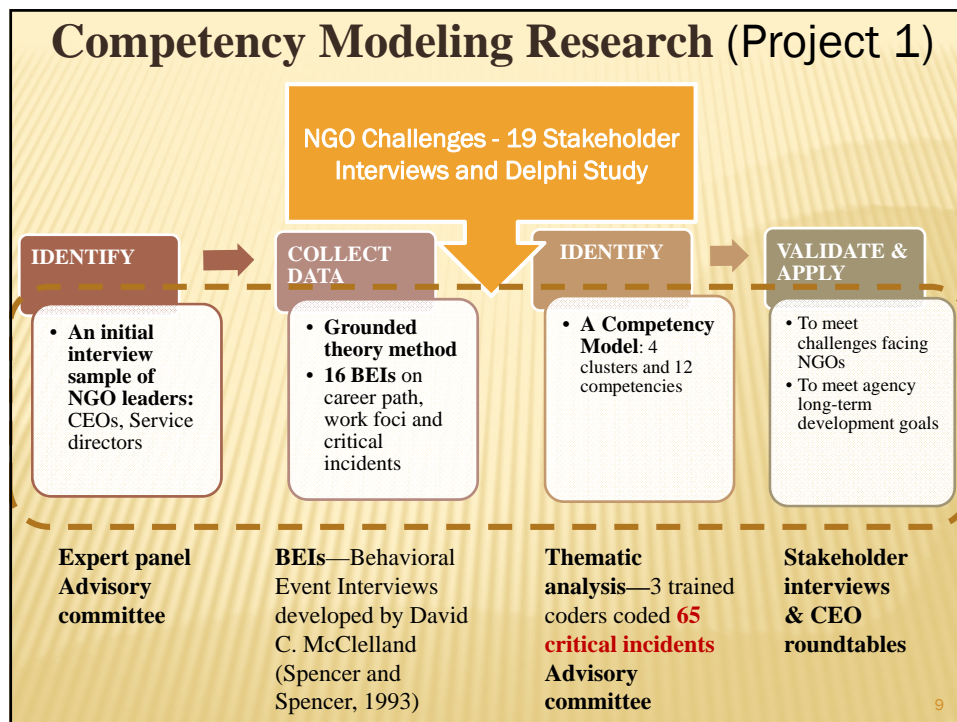 Competency Modeling Research (Project 1)
NGO Challenges - 19 Stakeholder
Interviews and Delphi Study
IDENTIFY
• An initial
interview
sample of
NGO leaders:
CEOs, Service
directors
COLLECT
DATA
• Grounded
theory method
• 16 BEIs on
career path,
work foci and
critical
incidents
IDENTIFY
• A Competency
Model: 4
clusters and 12
competencies
VALIDATE &
APPLY
• To meet
challenges facing
NGOs
• To meet agency
long-term
development goals
Expert panel
Advisory
committee
BEIs—Behavioral
Event Interviews
developed by David
C. McClelland
(Spencer and
Spencer, 1993)
Thematic
analysis—3 trained
coders coded 65
critical incidents
Advisory
committee
Stakeholder
interviews
& CEO
roundtables
9